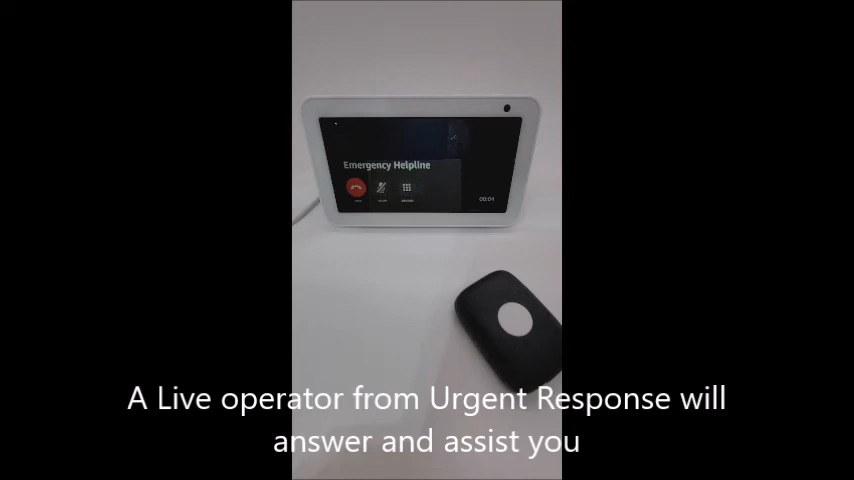 Emergency Helpline
00:04
A Live operator from Urgent Response will
answer and assist you